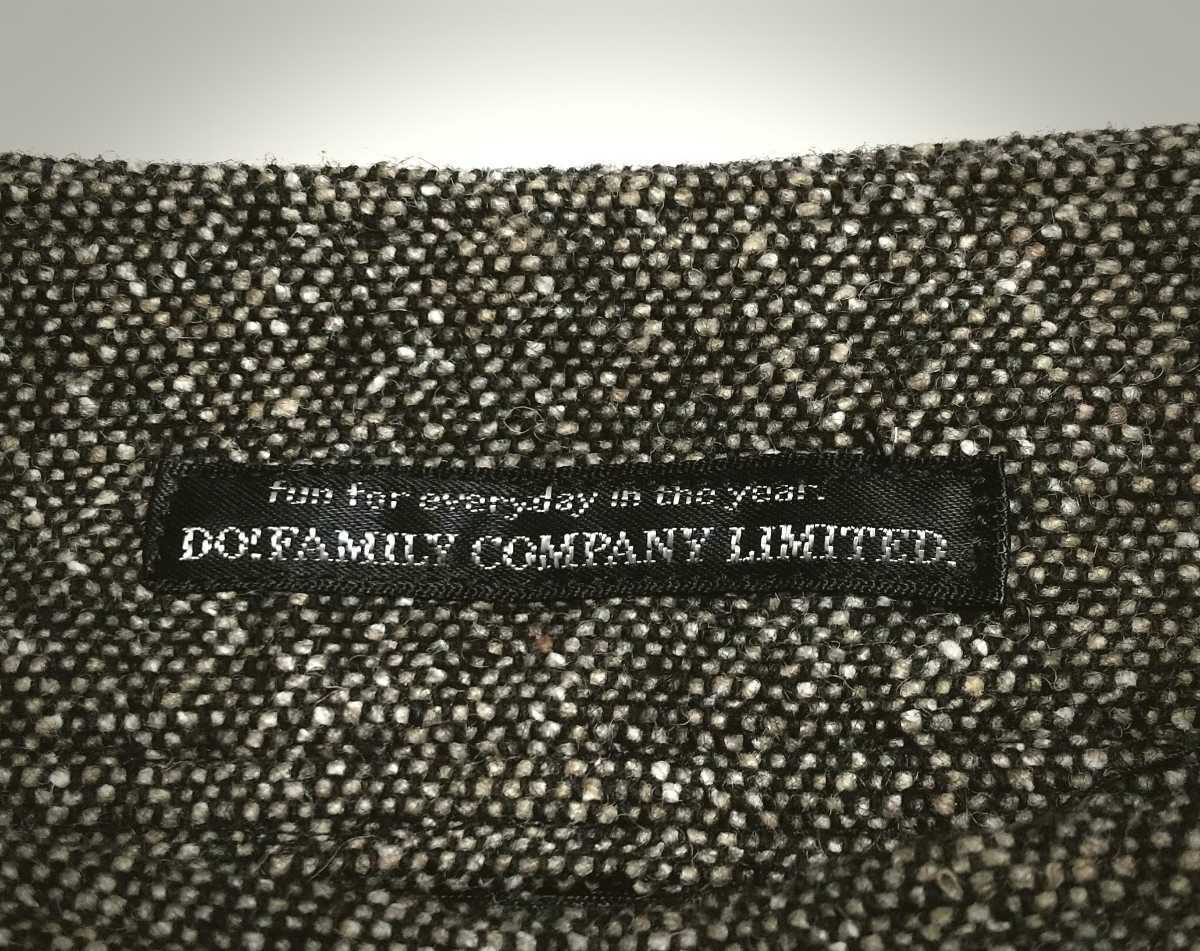 fun for everyday in the year.
DO!FAMILY COMPANY LIMITED.